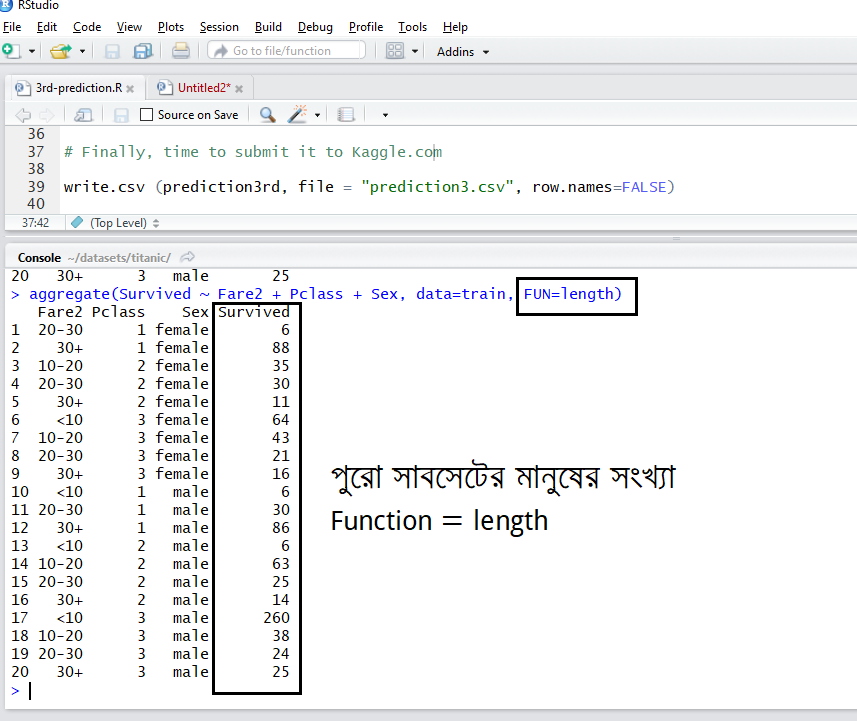 RStudio
File Edit Code View Plots Session Build Debug Profile Tools Help
Go to file/function Addins
3rd-prediction.R Untitled2*
Source on Save
36
37 # Finally, time to submit it to Kaggle.com
38
39 write.csv (prediction3rd, file = "prediction3.csv", row.names=FALSE)
40
37:42 (Top Level)
Console ~/datasets/titanic/
20 30+ 3 male 25
> aggregate(Survived ~ Fare2 + Pclass + Sex, data=train, FUN=length)
Fare2 Pclass Sex Survived
1 20-30 1 female 6
2 30+ 1 female 88
3 10-20 2 female 35
4 20-30 2 female 30
5 30+ 2 female 11
6 <10 3 female 64
7 10-20 3 female 43
8 20-30 3 female 21
9 30+ 3 female 16
10 <10 1 male 6
11 20-30 1 male 30
12 30+ 1 male 86
13 <10 2 male 6
14 10-20 2 male 63
15 20-30 2 male 25
16 30+ 2 male 14
17 <10 3 male 260
18 10-20 3 male 38
19 20-30 3 male 24
20 30+ 3 male 25
>
পুরো সাবসেটের মানুষের সংখ্যা
Function = length